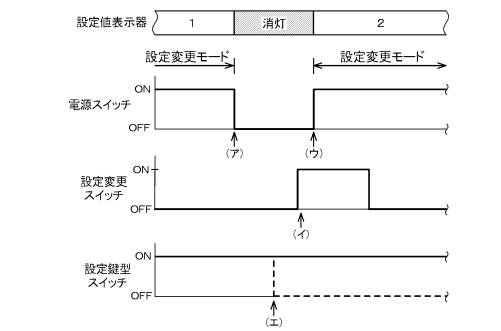 設定値表示器
1
消灯
2
設定変更モード
設定変更モード
電源スイッチ
ON
OFF
(ア)
(ウ)
設定変更
スイッチ
ON
OFF
(イ)
設定鍵型
スイッチ
ON
OFF
(エ)